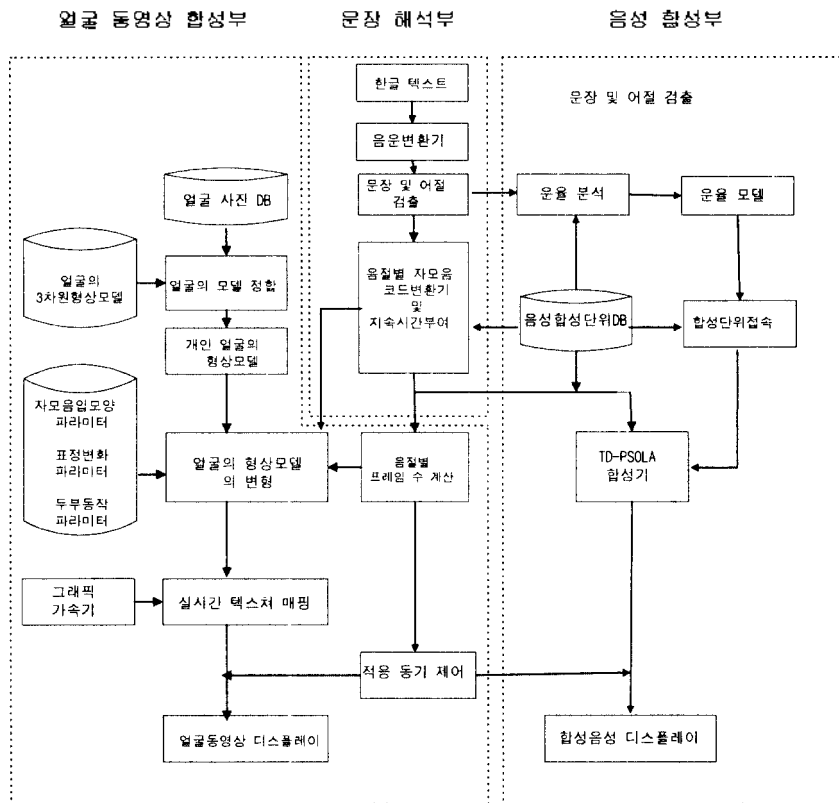 얼굴 동영상 합성부
문장 해석부
음성 합성부
한글 텍스트
문장 및 어절 검출
음운변환기
얼굴 사진 DB
문장 및 어절
검출
운율 분석
운율 모델
얼굴의
3차원형상모델
얼굴의 모델 정합
음절별 자모음
코드변환기
및
지속시간부여
음성합성단위DB
합성단위접속
개인 얼굴의
형상모델
자모음입모양
파라미터
표정변화
파라미터
두부동작
파라미터
얼굴의 형상모델
의 변형
음절별
프레임 수 계산
TD-PSOLA
합성기
그래픽
가속기
실시간 텍스쳐 매핑
적용 동기 제어
얼굴동영상 디스플레이
합성음성 디스플레이